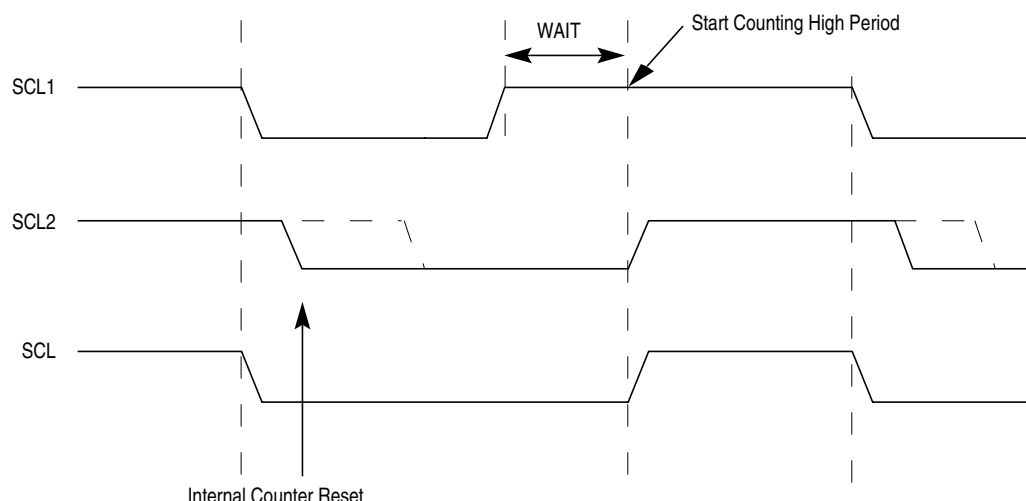 WAIT
Start Counting High Period
SCL1
SCL2
SCL
Internal Counter Reset